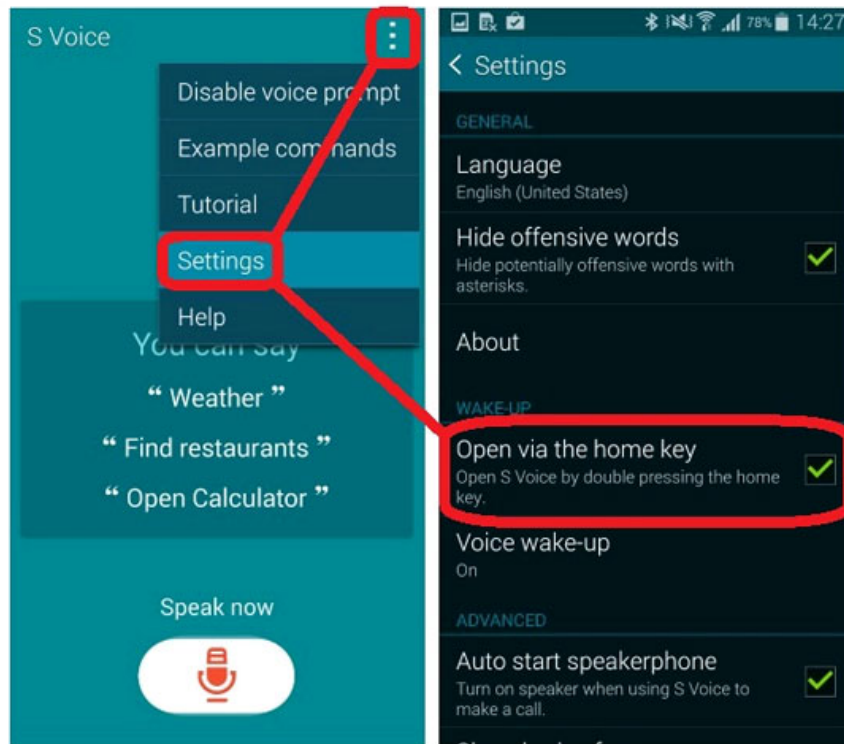 S Voice
Disable voice prompt
Example commands
Tutorial
Settings
Help
You can say
“ Weather ”
“ Find restaurants ”
“ Open Calculator ”
Speak now
78% 14:27
< Settings
GENERAL
Language
English (United States)
Hide offensive words
Hide potentially offensive words with
asterisks.
About
WAKE-UP
Open via the home key
Open S Voice by double pressing the home
key.
Voice wake-up
On
ADVANCED
Auto start speakerphone
Turn on speaker when using S Voice to
make a call.